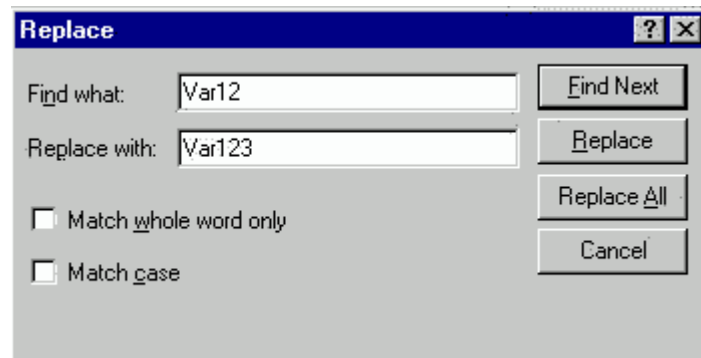 Replace
Find what: Var12 Find Next
Replace with: Var123 Replace
Replace All
Match whole word only
Cancel
Match case